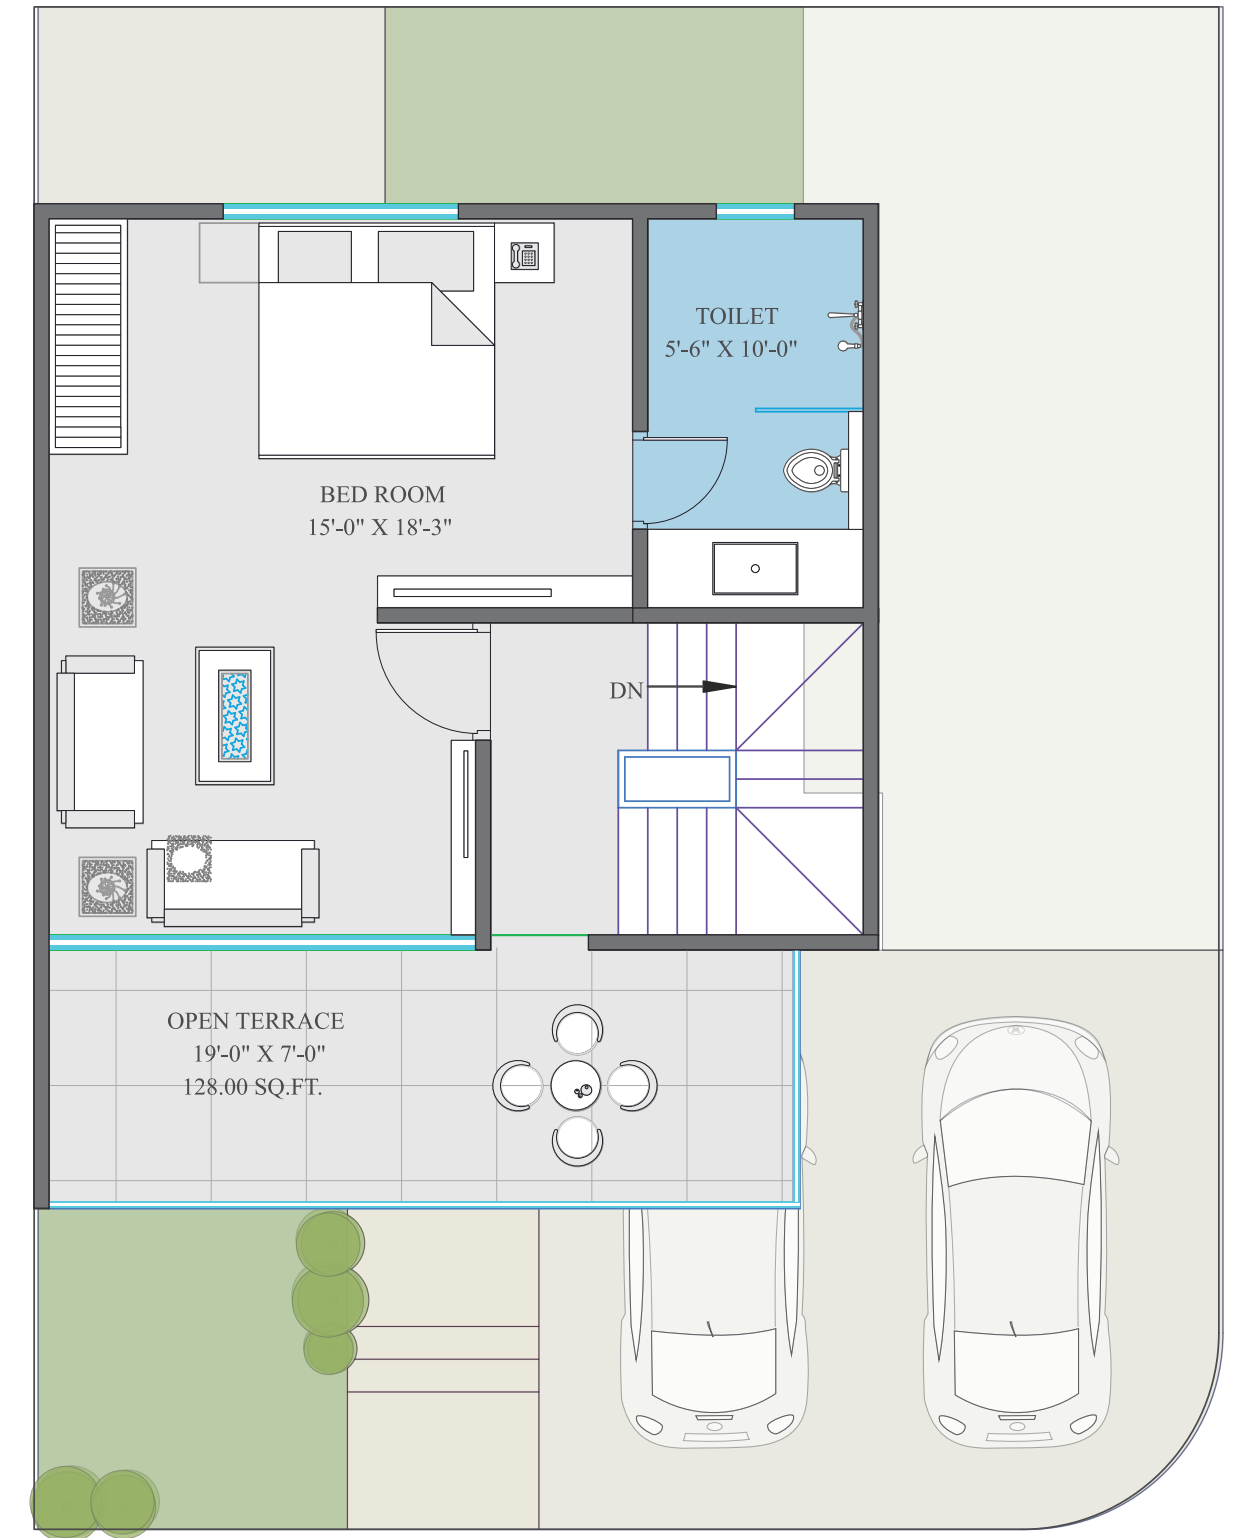 TOILET
5'-6" X 10'-0"
BED ROOM
15'-0" X 18'-3"
DN
OPEN TERRACE
19'-0" X 7'-0"
128.00 SQ.FT.